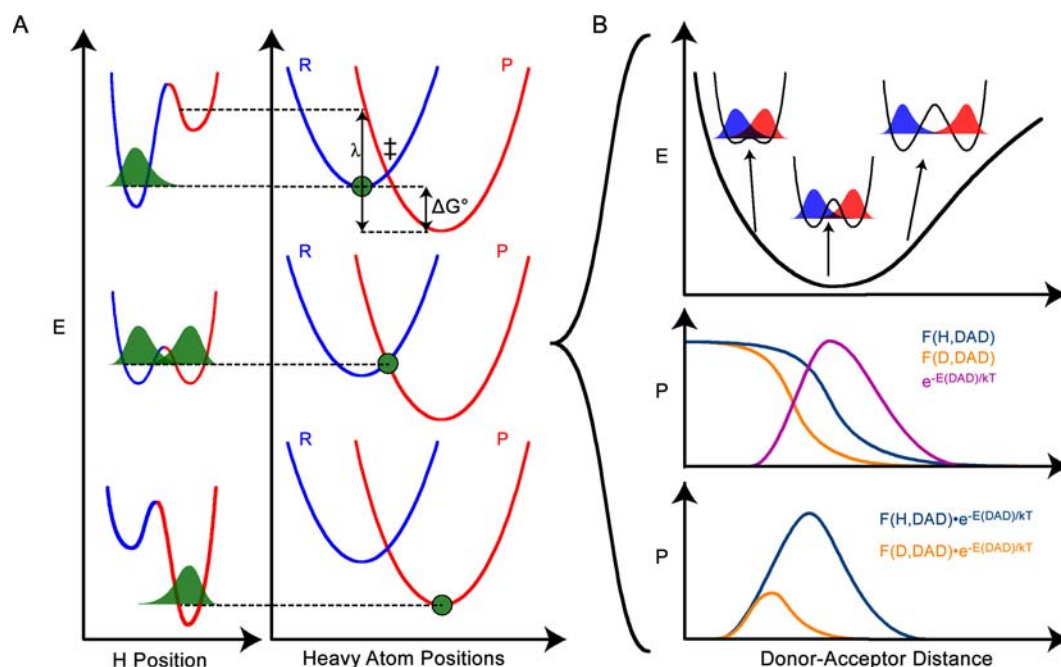 A
B
R
P
λ
‡
ΔG°
E
R
P
R
P
H Position
Heavy Atom Positions
E
F(H,DAD)
F(D,DAD)
e-E(DAD)/kT
P
F(H,DAD)•e-E(DAD)/kT
F(D,DAD)•e-E(DAD)/kT
P
Donor-Acceptor Distance